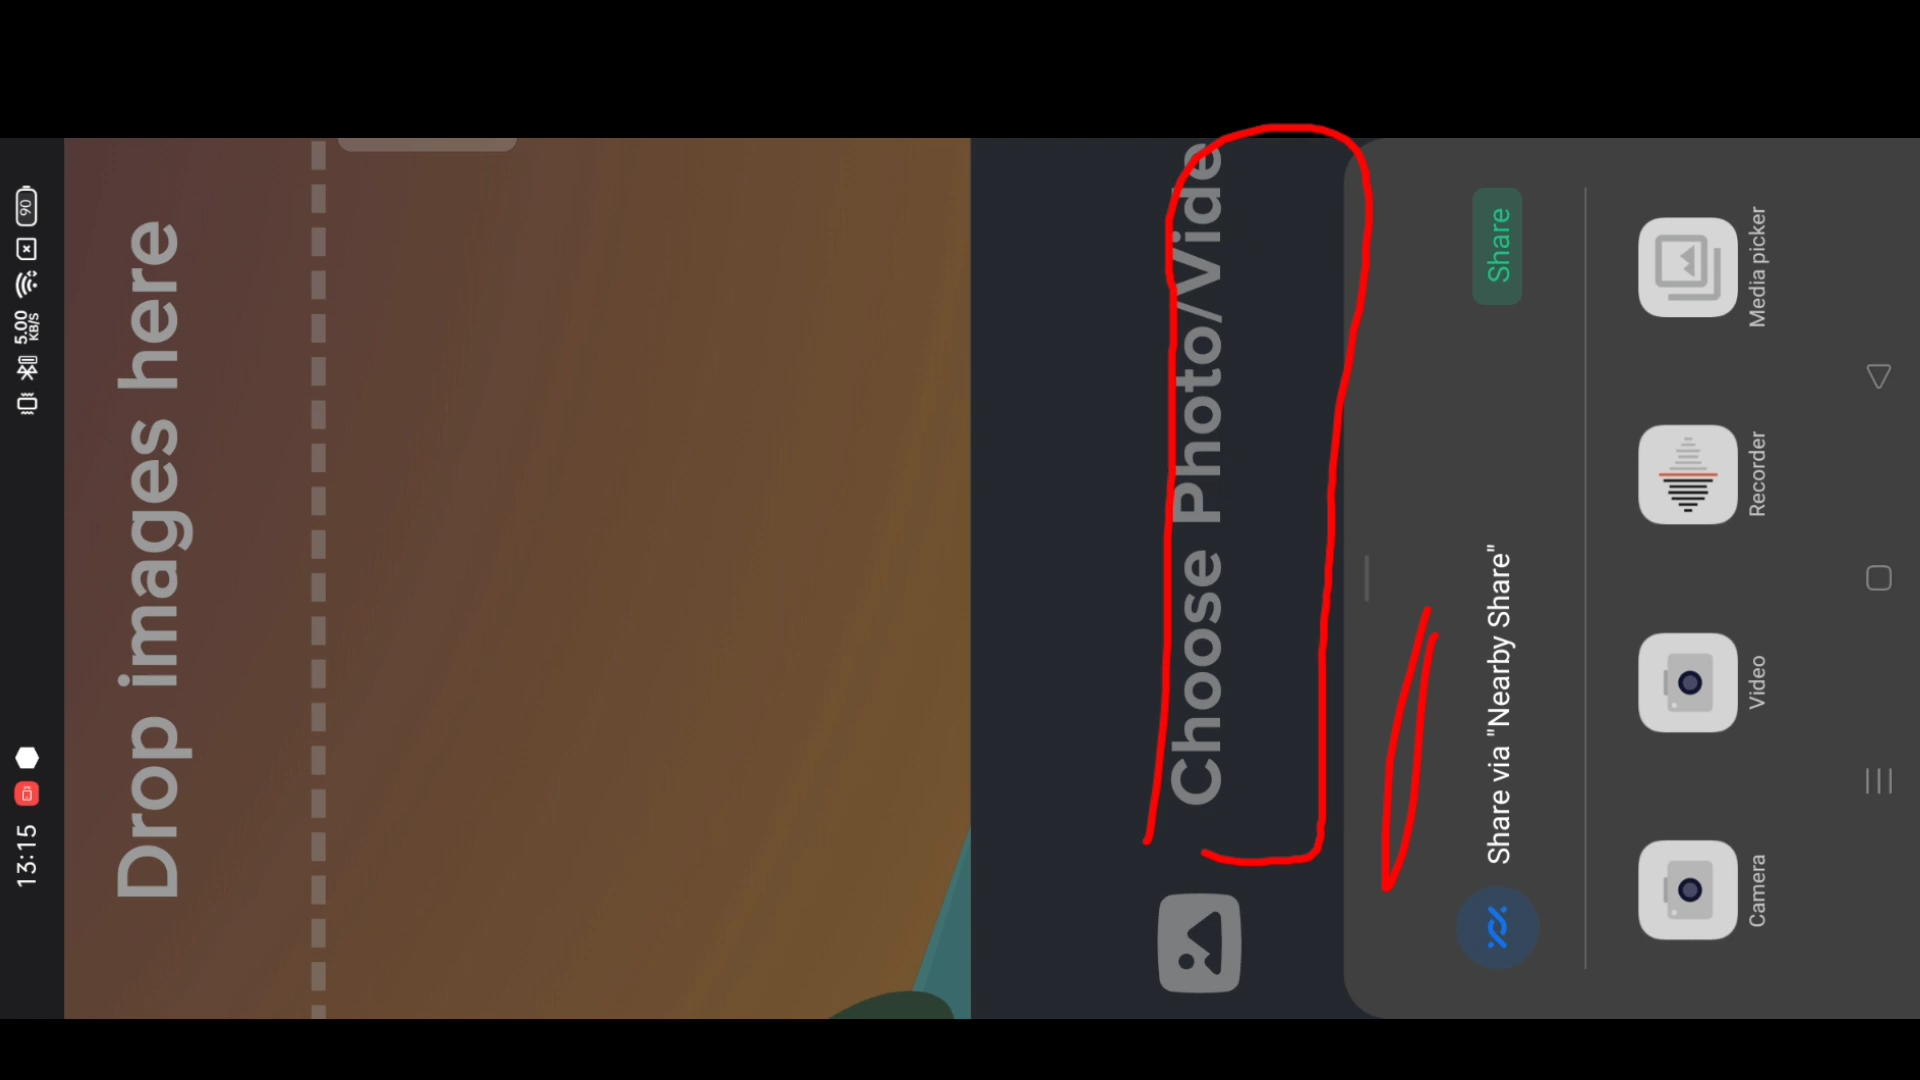 13:15
5.00
KB/S
90
Drop images here
Choose Photo/Vide
Share via "Nearby Share"
Share
Camera
Video
Recorder
Media picker